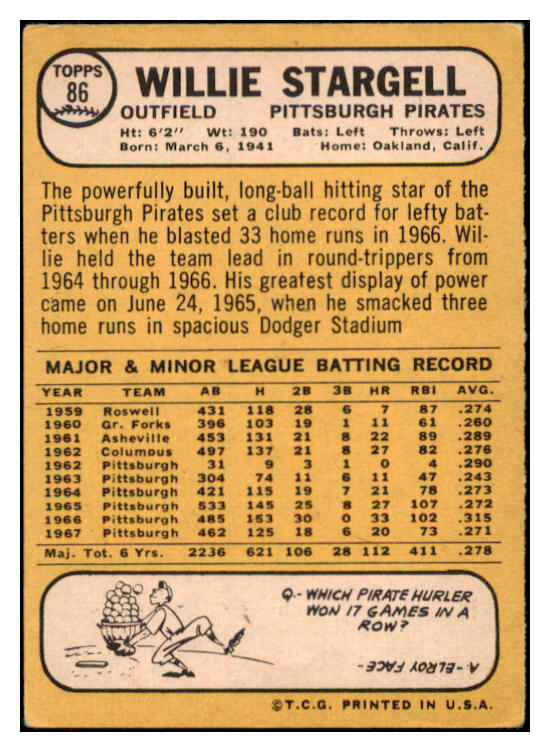 TOPPS
86
WILLIE STARGELL
OUTFIELD PITTSBURGH PIRATES
Ht: 6'2" Wt: 190 Bats: Left Throws: Left
Born: March 6, 1941 Home: Oakland, Calif.
The powerfully built, long-ball hitting star of the
Pittsburgh Pirates set a club record for lefty bat-
ters when he blasted 33 home runs in 1966. Wil-
lie held the team lead in round-trippers from
1964 through 1966. His greatest display of power
came on June 24, 1965, when he smacked three
home runs in spacious Dodger Stadium
MAJOR & MINOR LEAGUE BATTING RECORD
YEAR TEAM AB H 2B 3B HR RBI AVG.
1959 Roswell 431 118 28 6 7 87 .274
1960 Gr. Forks 396 103 19 1 11 61 .260
1961 Asheville 453 131 21 8 22 89 .289
1962 Columbus 497 137 21 8 27 82 .276
1962 Pittsburgh 31 9 3 1 0 4 .290
1963 Pittsburgh 304 74 11 6 11 47 .243
1964 Pittsburgh 421 115 19 7 21 78 .273
1965 Pittsburgh 533 145 25 8 27 107 .272
1966 Pittsburgh 485 153 30 0 33 102 .315
1967 Pittsburgh 462 125 18 6 20 73 .271
Maj. Tot. 6 Yrs. 2236 621 106 28 112 411 .278
Q-WHICH PIRATE HURLER
WON 17 GAMES IN A
ROW?
A-ELROY FACE-
©T.C.G. PRINTED IN U.S.A.